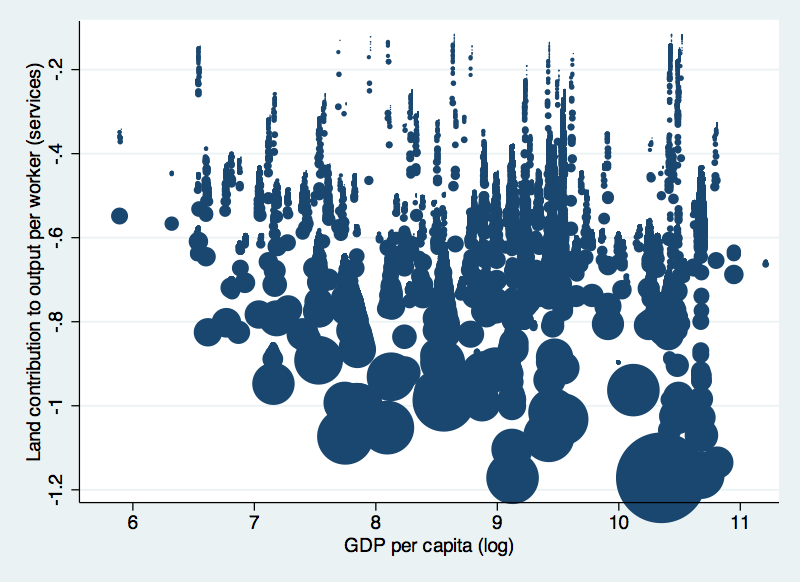 Land contribution to output per worker (services)
-.2
-.4
-.6
-.8
-1
-1.2
6 7 8 9 10 11
GDP per capita (log)